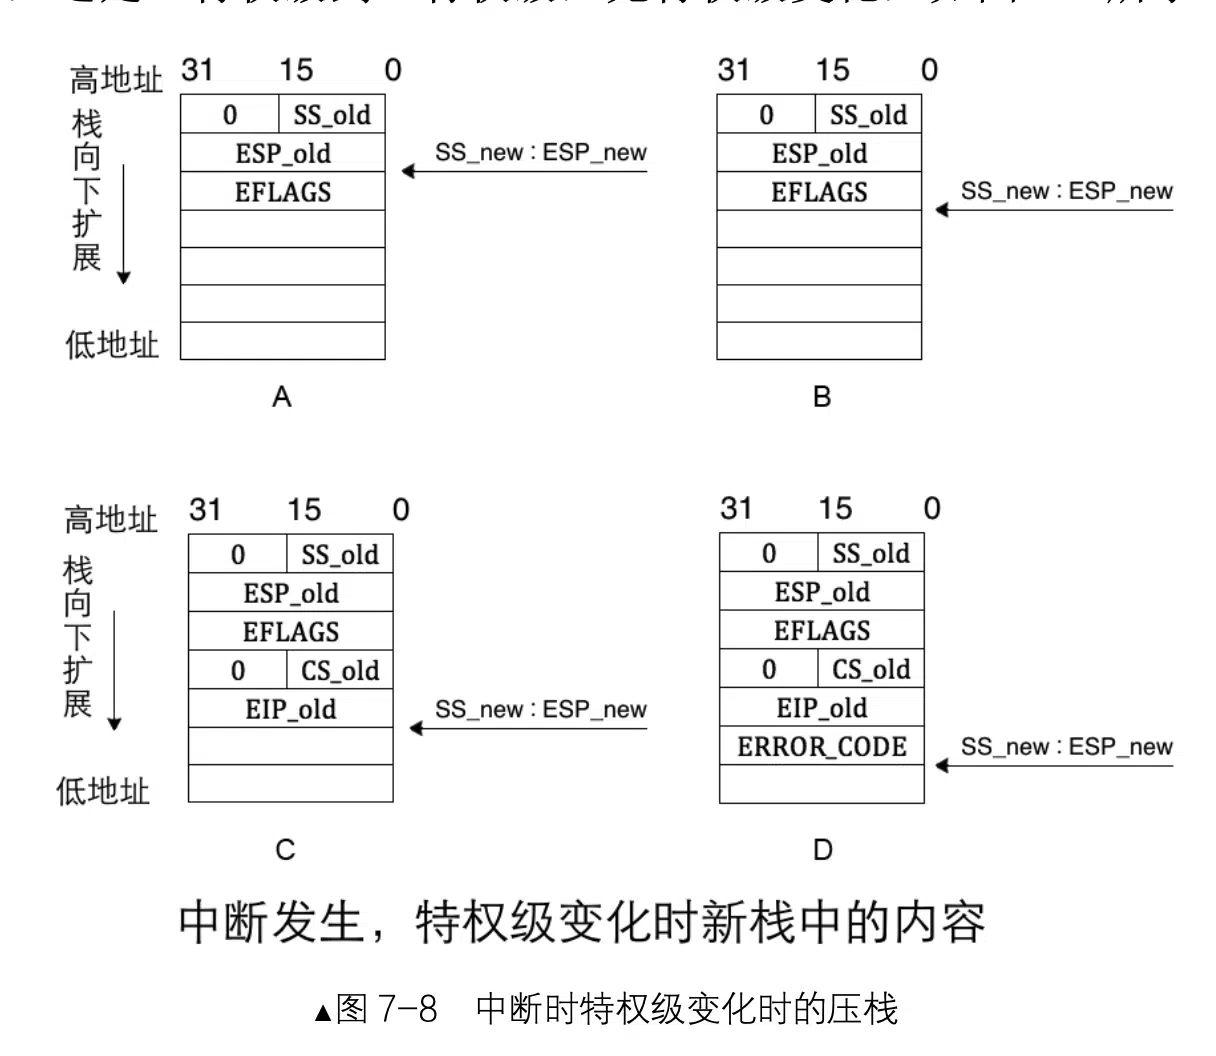 31 15 0
高地址
0 SS_old
ESP_old
EFLAGS
SS_new : ESP_new
栈向下扩展
低地址
A
31 15 0
0 SS_old
ESP_old
EFLAGS
SS_new : ESP_new
B
31 15 0
高地址
0 SS_old
ESP_old
EFLAGS
0 CS_old
EIP_old
SS_new : ESP_new
栈向下扩展
低地址
C
31 15 0
0 SS_old
ESP_old
EFLAGS
0 CS_old
EIP_old
ERROR_CODE
SS_new : ESP_new
D
中断发生，特权级变化时新栈中的内容
▲图 7-8 中断时特权级变化时的压栈